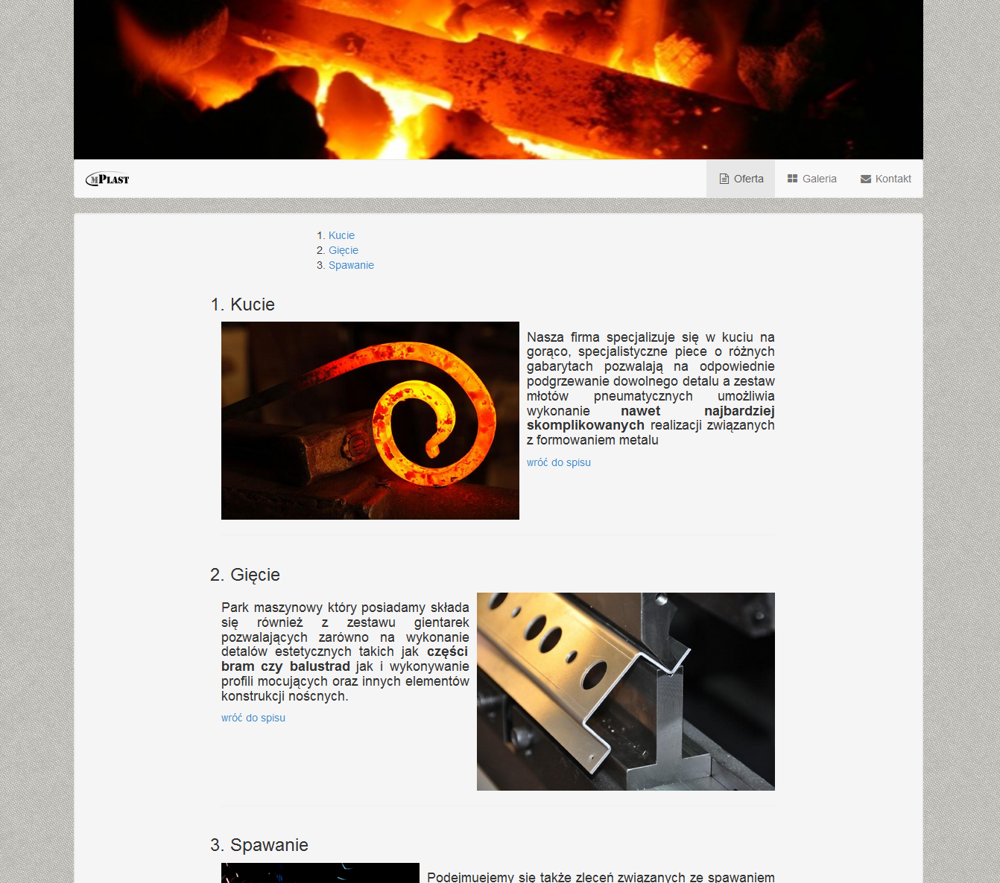 mPlast
Oferta
Galeria
Kontakt
1. Kucie
2. Gięcie
3. Spawanie
1. Kucie
Nasza firma specjalizuje się w kuciu na
gorąco, specjalistyczne piece o różnych
gabarytach pozwalają na odpowiednie
podgrzewanie dowolnego detalu a zestaw
młotów pneumatycznych umożliwia
wykonanie nawet najbardziej
skomplikowanych realizacji związanych
z formowaniem metalu
wróć do spisu
2. Gięcie
Park maszynowy który posiadamy składa
się również z zestawu gientarek
pozwalających zarówno na wykonanie
detalów estetycznych takich jak części
bram czy balustrad jak i wykonywanie
profili mocujących oraz innych elementów
konstrukcji noścnych.
wróć do spisu
3. Spawanie
Podejmuejemy się także zleceń związanych ze spawaniem